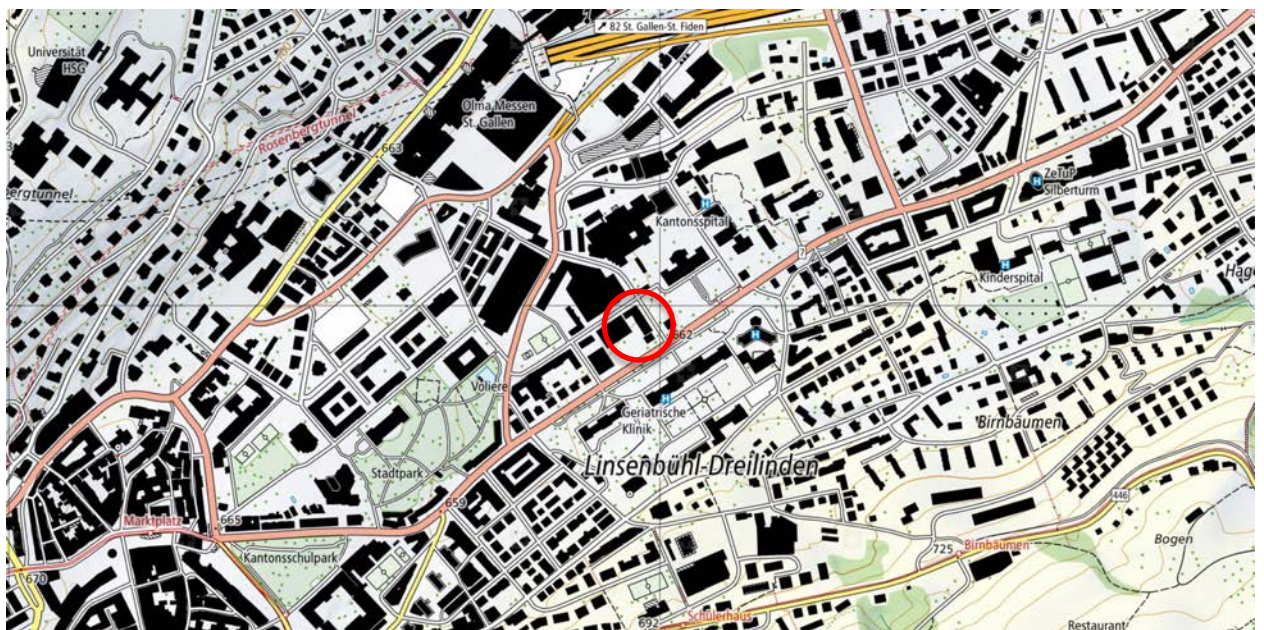 82 St. Gallen-St. Fiden
Universität
HSG
Olma Messen
St. Gallen
Rosenbergtunnel
663
bergtunnel
ZeTuP
Silberturm
H
H
Kantonsspital
7
H
Kinderspital
Hag
662
H
Voliere
H
Geriatrische
Klinik
Birnbäumen
Linsenbühl-Dreilinden
Stadtpark
659
446
Marktplatz
665
Kantonsschulpark
725
Birnbäumen
Bogen
670
692
Schülerhaus
Restaurant